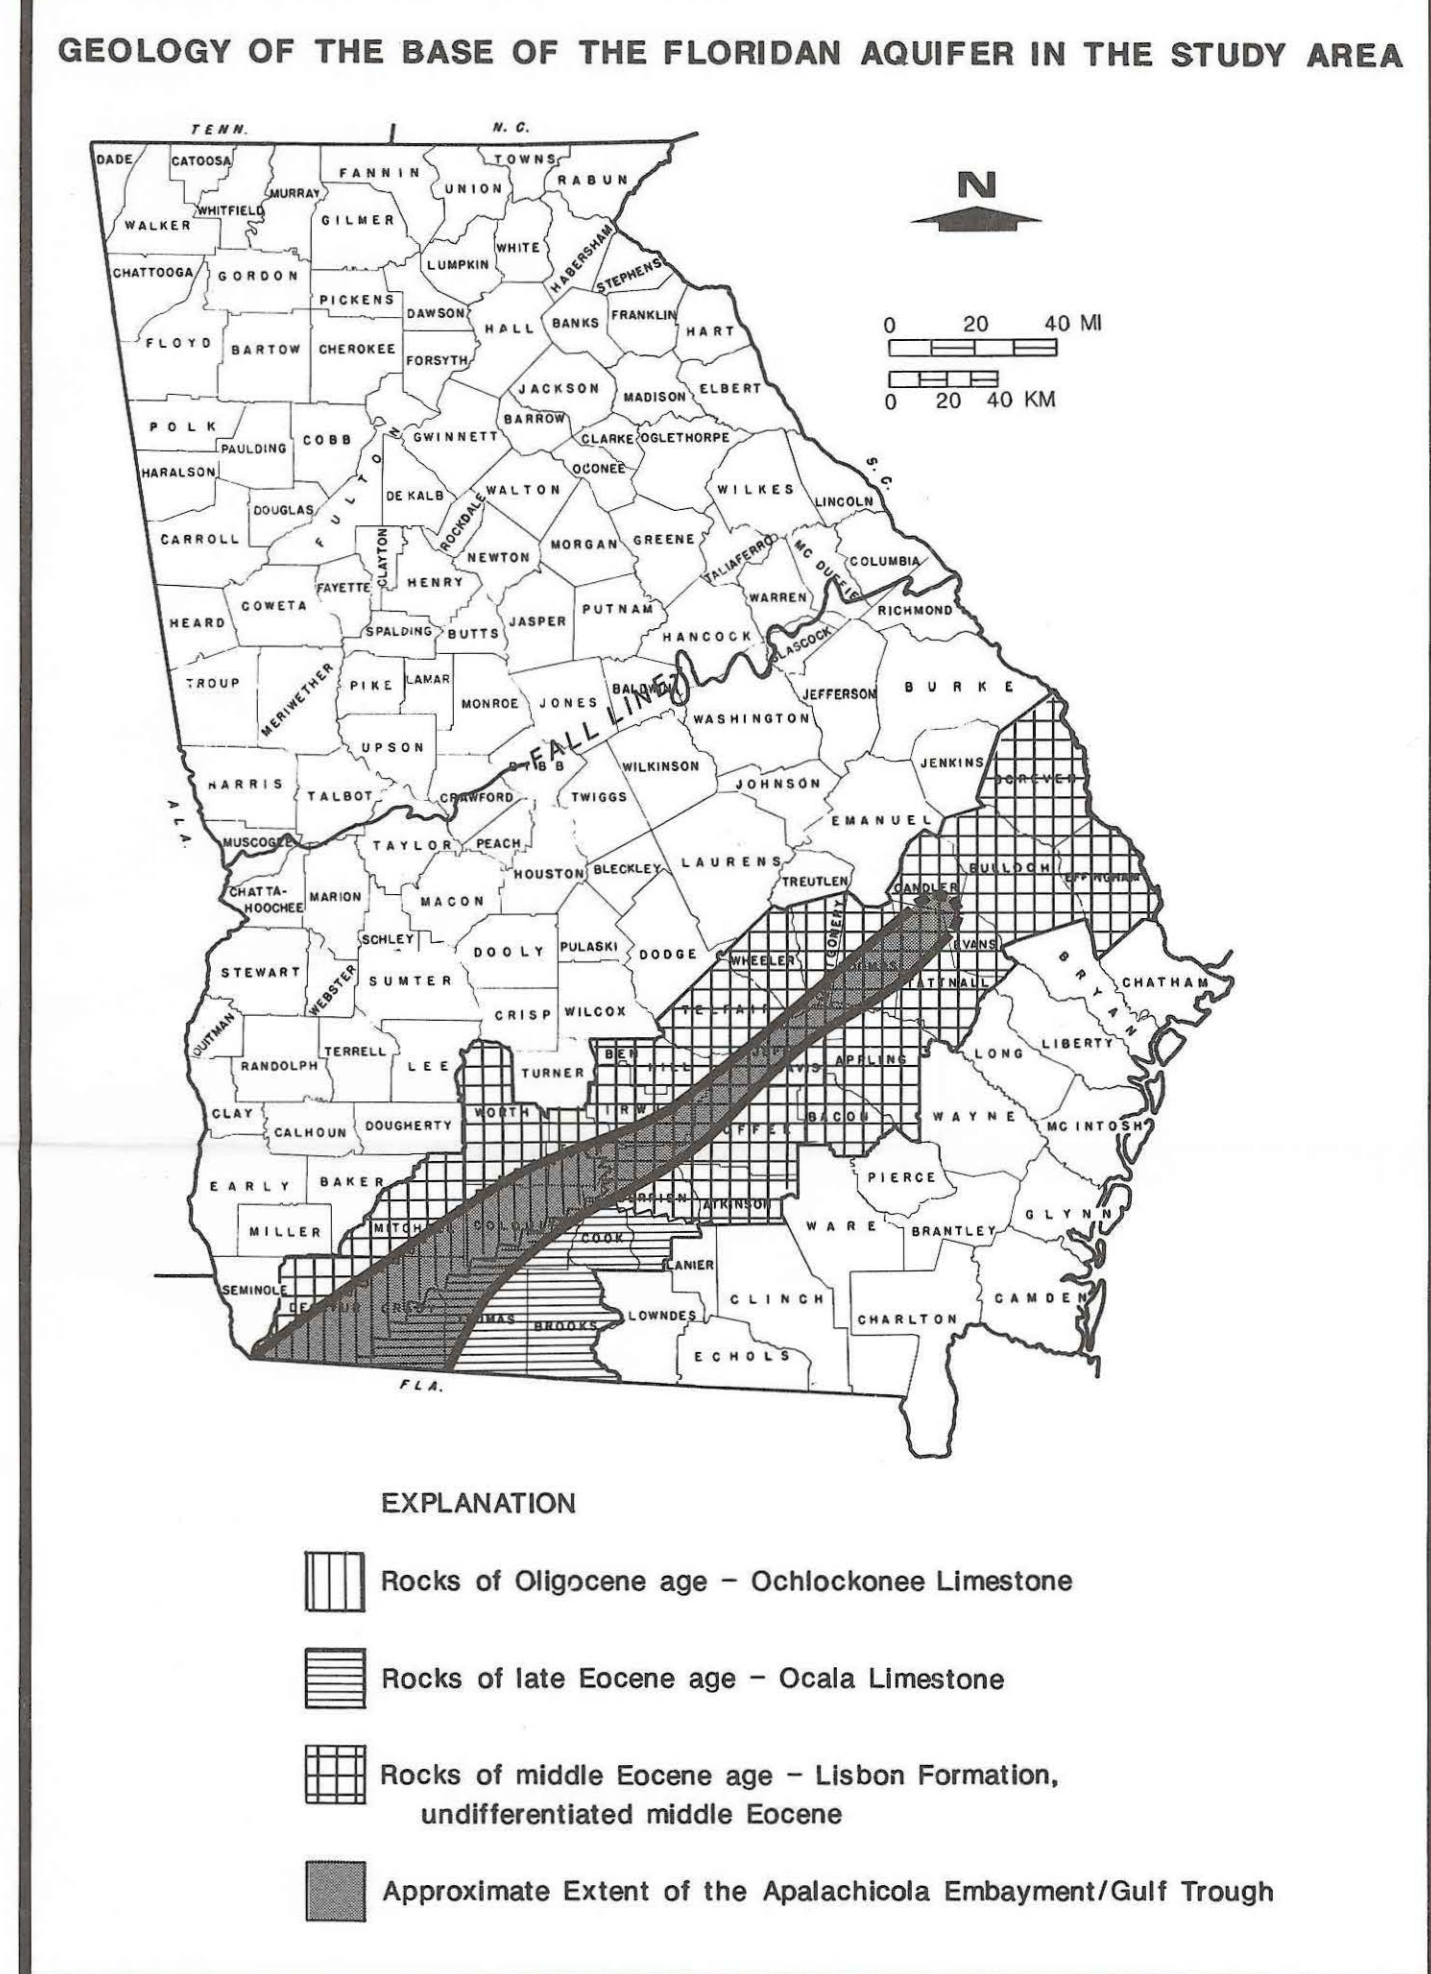 GEOLOGY OF THE BASE OF THE FLORIDAN AQUIFER IN THE STUDY AREA
TENN.
N. C.
DADE
CATOOSA
FANNIN
TOWNS
UNION
RABUN
MURRAY
WHITFIELD
WALKER
GILMER
WHITE
HABERSHAM
LUMPKIN
STEPHENS
N
CHATTOOGA
GORDON
PICKENS
DAWSON
HALL
BANKS
FRANKLIN
HART
0 20 40 MI
FLOYD
BARTOW
CHEROKEE
FORSYTH
JACKSON
MADISON
ELBERT
0 20 40 KM
POLK
PAULDING
COBB
FULTON
GWINNETT
BARROW
CLARKE
OGLETHORPE
HARALSON
OCONEE
S. C.
DOUGLAS
DE KALB
ROCKDALE
WALTON
WILKES
LINCOLN
CARROLL
CLAYTON
NEWTON
MORGAN
GREENE
TALIAFERRO
MC DUFFIE
COLUMBIA
FAYETTE
HENRY
WARREN
RICHMOND
HEARD
COWETA
SPALDING
BUTTS
JASPER
PUTNAM
HANCOCK
GLASCOCK
TROUP
MERIWETHER
PIKE
LAMAR
MONROE
JONES
BALDWIN
FALL LINE
WASHINGTON
JEFFERSON
BURKE
UPSON
BIBB
WILKINSON
JENKINS
SCREVEN
HARRIS
TALBOT
CRAWFORD
TWIGGS
JOHNSON
ALA.
EMANUEL
MUSCOGEE
TAYLOR
PEACH
HOUSTON
BLECKLEY
LAURENS
TREUTLEN
BULLOCH
EFFINGHAM
CANDLER
CHATTA-
HOOCHEE
MARION
MACON
SCHLEY
DOOLY
PULASKI
DODGE
WHEELER
EVANS
BRYAN
CHATHAM
STEWART
WEBSTER
SUMTER
TATTNALL
QUITMAN
CRISP
WILCOX
TELFAIR
RANDOLPH
TERRELL
LEE
TURNER
BEN HILL
APPLING
LONG
LIBERTY
CLAY
CALHOUN
DOUGHERTY
WORTH
BACON
WAYNE
MC INTOSH
EARLY
BAKER
PIERCE
MILLER
ATKINSON
WARE
BRANTLEY
GLYNN
COOK
LANIER
SEMINOLE
CLINCH
CHARLTON
CAMDEN
BROOKS
LOWNDES
ECHOLS
FLA.
EXPLANATION
Rocks of Oligocene age - Ochlockonee Limestone
Rocks of late Eocene age - Ocala Limestone
Rocks of middle Eocene age - Lisbon Formation,
undifferentiated middle Eocene
Approximate Extent of the Apalachicola Embayment/Gulf Trough